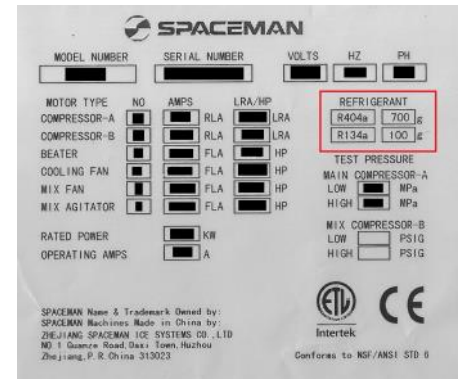 SPACEMAN
MODEL NUMBER SERIAL NUMBER VOLTS HZ PH
MOTOR TYPE NO AMPS LRA/HP REFRIGERANT
COMPRESSOR-A RLA LRA R404a 700 g
COMPRESSOR-B RLA LRA R134a 100 g
BEATER FLA HP
TEST PRESSURE
COOLING FAN FLA HP
MAIN COMPRESSOR-A
MIX FAN FLA HP LOW MPa
MIX AGITATOR FLA HP HIGH MPa
MIX COMPRESSOR-B
RATED POWER KW LOW PSIG
OPERATING AMPS A HIGH PSIG
SPACEMAN Name & Trademark Owned by:
SPACEMAN Machines Made in China by:
ZHEJIANG SPACEMAN ICE SYSTEMS CO.,LTD
NO 1 Guanze Road, Daxi Town, Huzhou
Zhejiang, P. R. China 313023
ETL CE
Intertek
Conforms to NSF/ANSI STD 6